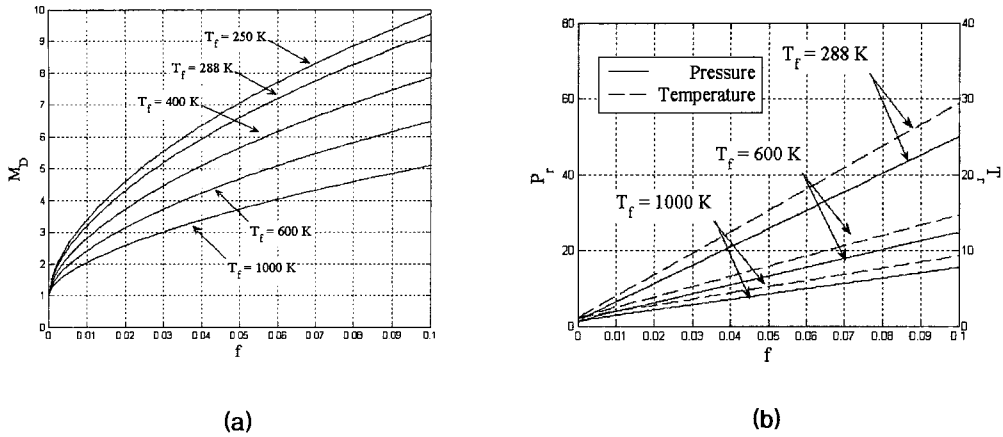 10
9
8
7
6
5
4
3
2
1
0
M_D
T_f = 250 K
T_f = 288 K
T_f = 400 K
T_f = 600 K
T_f = 1000 K
0 0.01 0.02 0.03 0.04 0.05 0.06 0.07 0.08 0.09 0.1
f
(a)
80
60
40
20
0
P_r
Pressure
Temperature
T_f = 288 K
T_f = 600 K
T_f = 1000 K
40
30
20
10
0
T_r
0 0.01 0.02 0.03 0.04 0.05 0.06 0.07 0.08 0.09 0.1
f
(b)